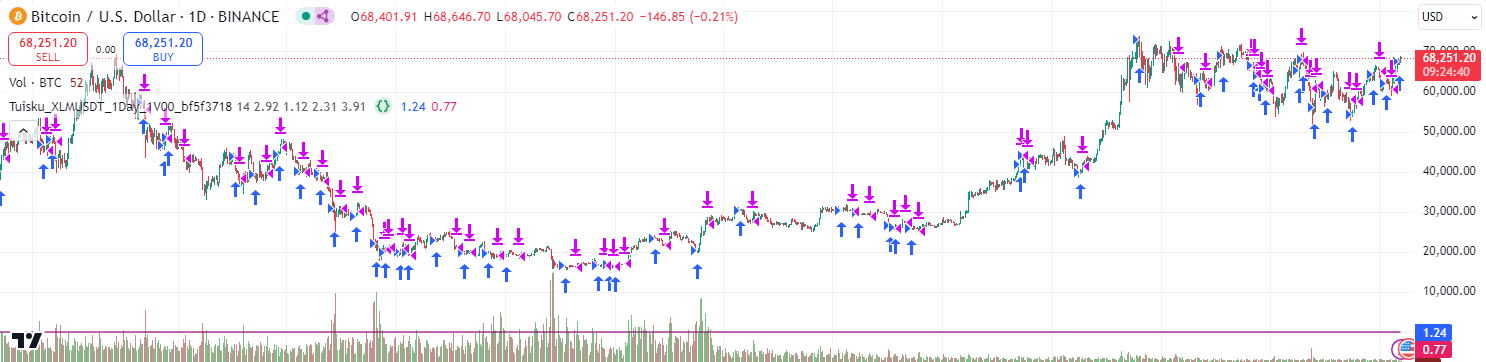 Bitcoin / U.S. Dollar · 1D · BINANCE O68,401.91 H68,646.70 L68,045.70 C68,251.20 −146.85 (−0.21%)
USD
68,251.20
SELL
0.00
68,251.20
BUY
Vol · BTC 52
Tuisku_XLMUSDT_1Day_1V00_bf5f3718 14 2.92 1.12 2.31 3.91 {} 1.24 0.77
70,000.00
68,251.20
09:24:40
60,000.00
50,000.00
40,000.00
30,000.00
20,000.00
10,000.00
1.24
0.77